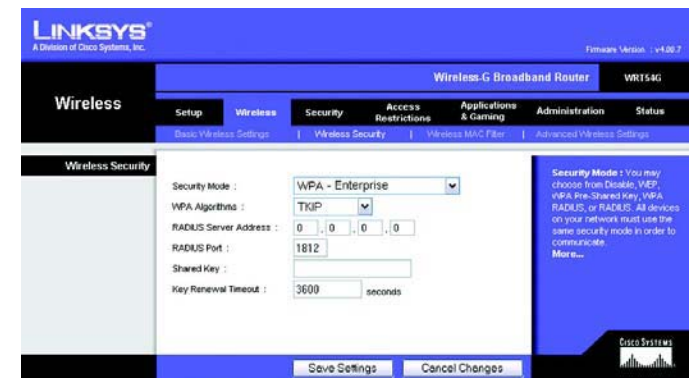 LINKSYS®
A Division of Cisco Systems, Inc.
Firmware Version : v4.00.7
Wireless-G Broadband Router WRT54G
Wireless
Setup Wireless Security Access Restrictions Applications & Gaming Administration Status
Basic Wireless Settings | Wireless Security | Wireless MAC Filter | Advanced Wireless Settings
Wireless Security
Security Mode : WPA - Enterprise
WPA Algorithms : TKIP
RADIUS Server Address : 0 . 0 . 0 . 0
RADIUS Port : 1812
Shared Key :
Key Renewal Timeout : 3600 seconds
Security Mode : You may
choose from Disable, WEP,
WPA Pre-Shared Key, WPA
RADIUS, or RADIUS. All devices
on your network must use the
same security mode in order to
communicate.
More...
CISCO SYSTEMS
Save Settings Cancel Changes